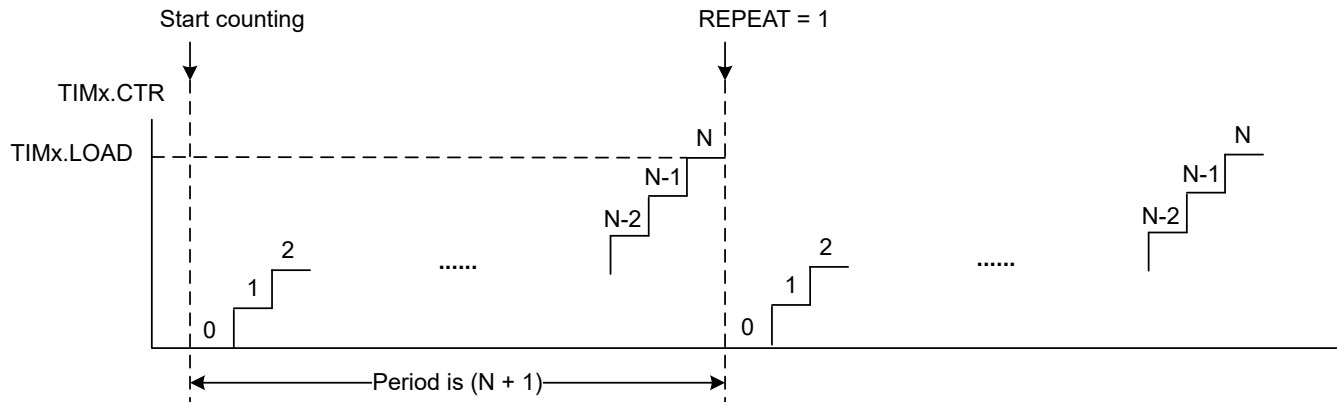 Start counting
REPEAT = 1
TIMx.CTR
TIMx.LOAD
N
N-1
N-2
2
1
0
......
N
N-1
N-2
2
1
0
......
Period is (N + 1)